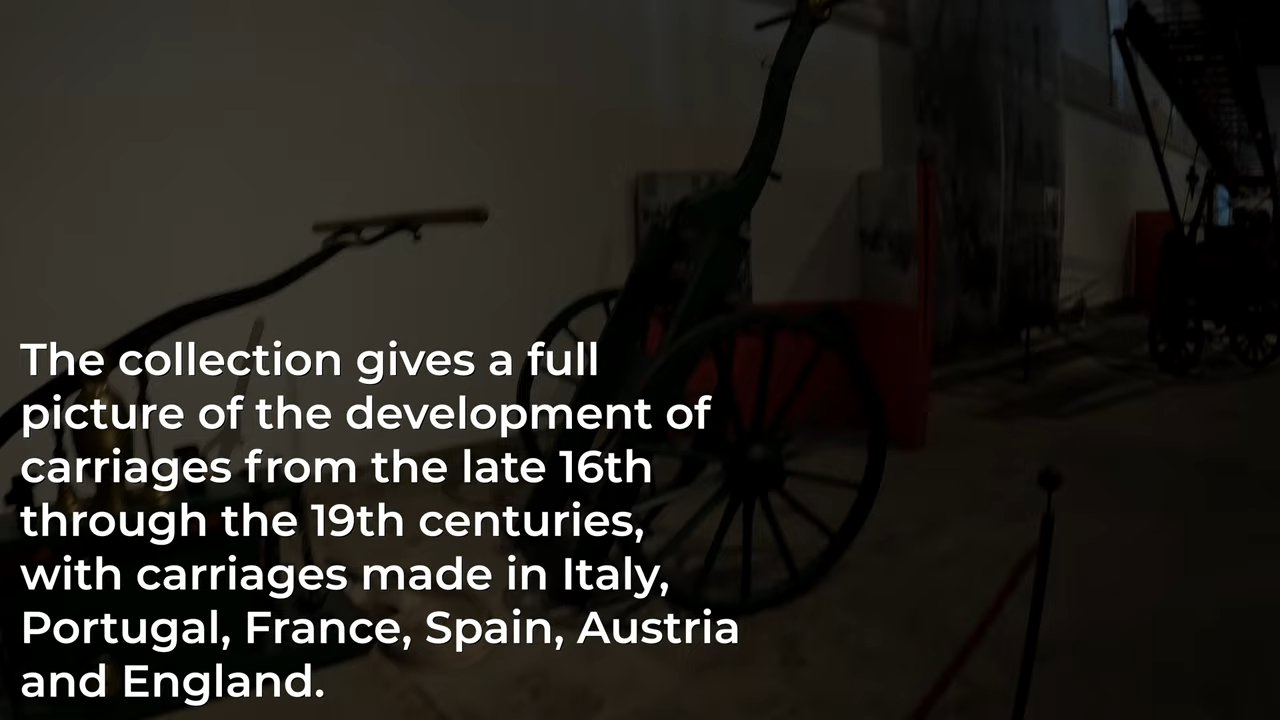 The collection gives a full
picture of the development of
carriages from the late 16th
through the 19th centuries,
with carriages made in Italy,
Portugal, France, Spain, Austria
and England.